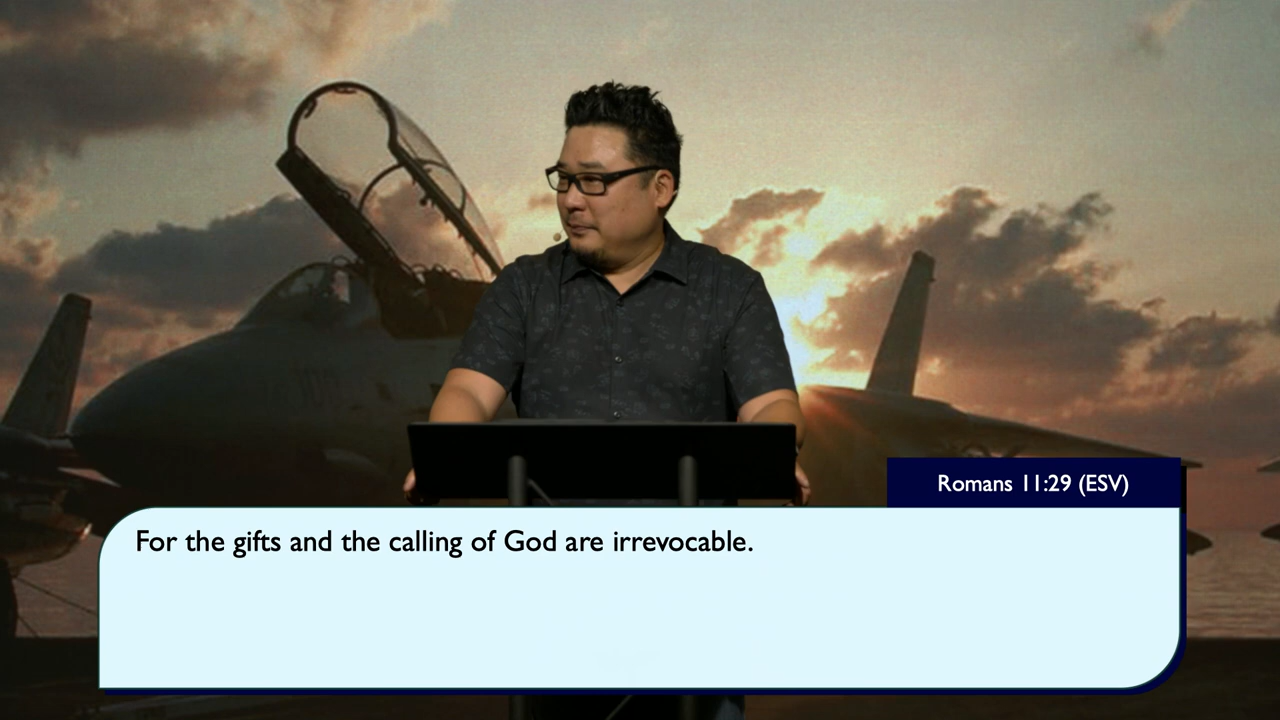 Romans 11:29 (ESV)
For the gifts and the calling of God are irrevocable.